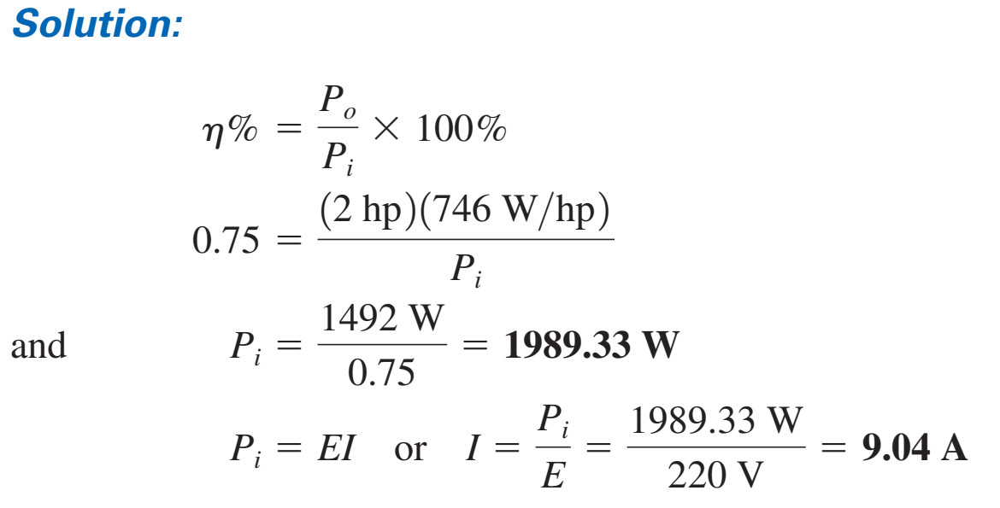 Solution:
η% = P_o / P_i × 100%
0.75 = (2 hp)(746 W/hp) / P_i
and P_i = 1492 W / 0.75 = 1989.33 W
P_i = EI or I = P_i / E = 1989.33 W / 220 V = 9.04 A